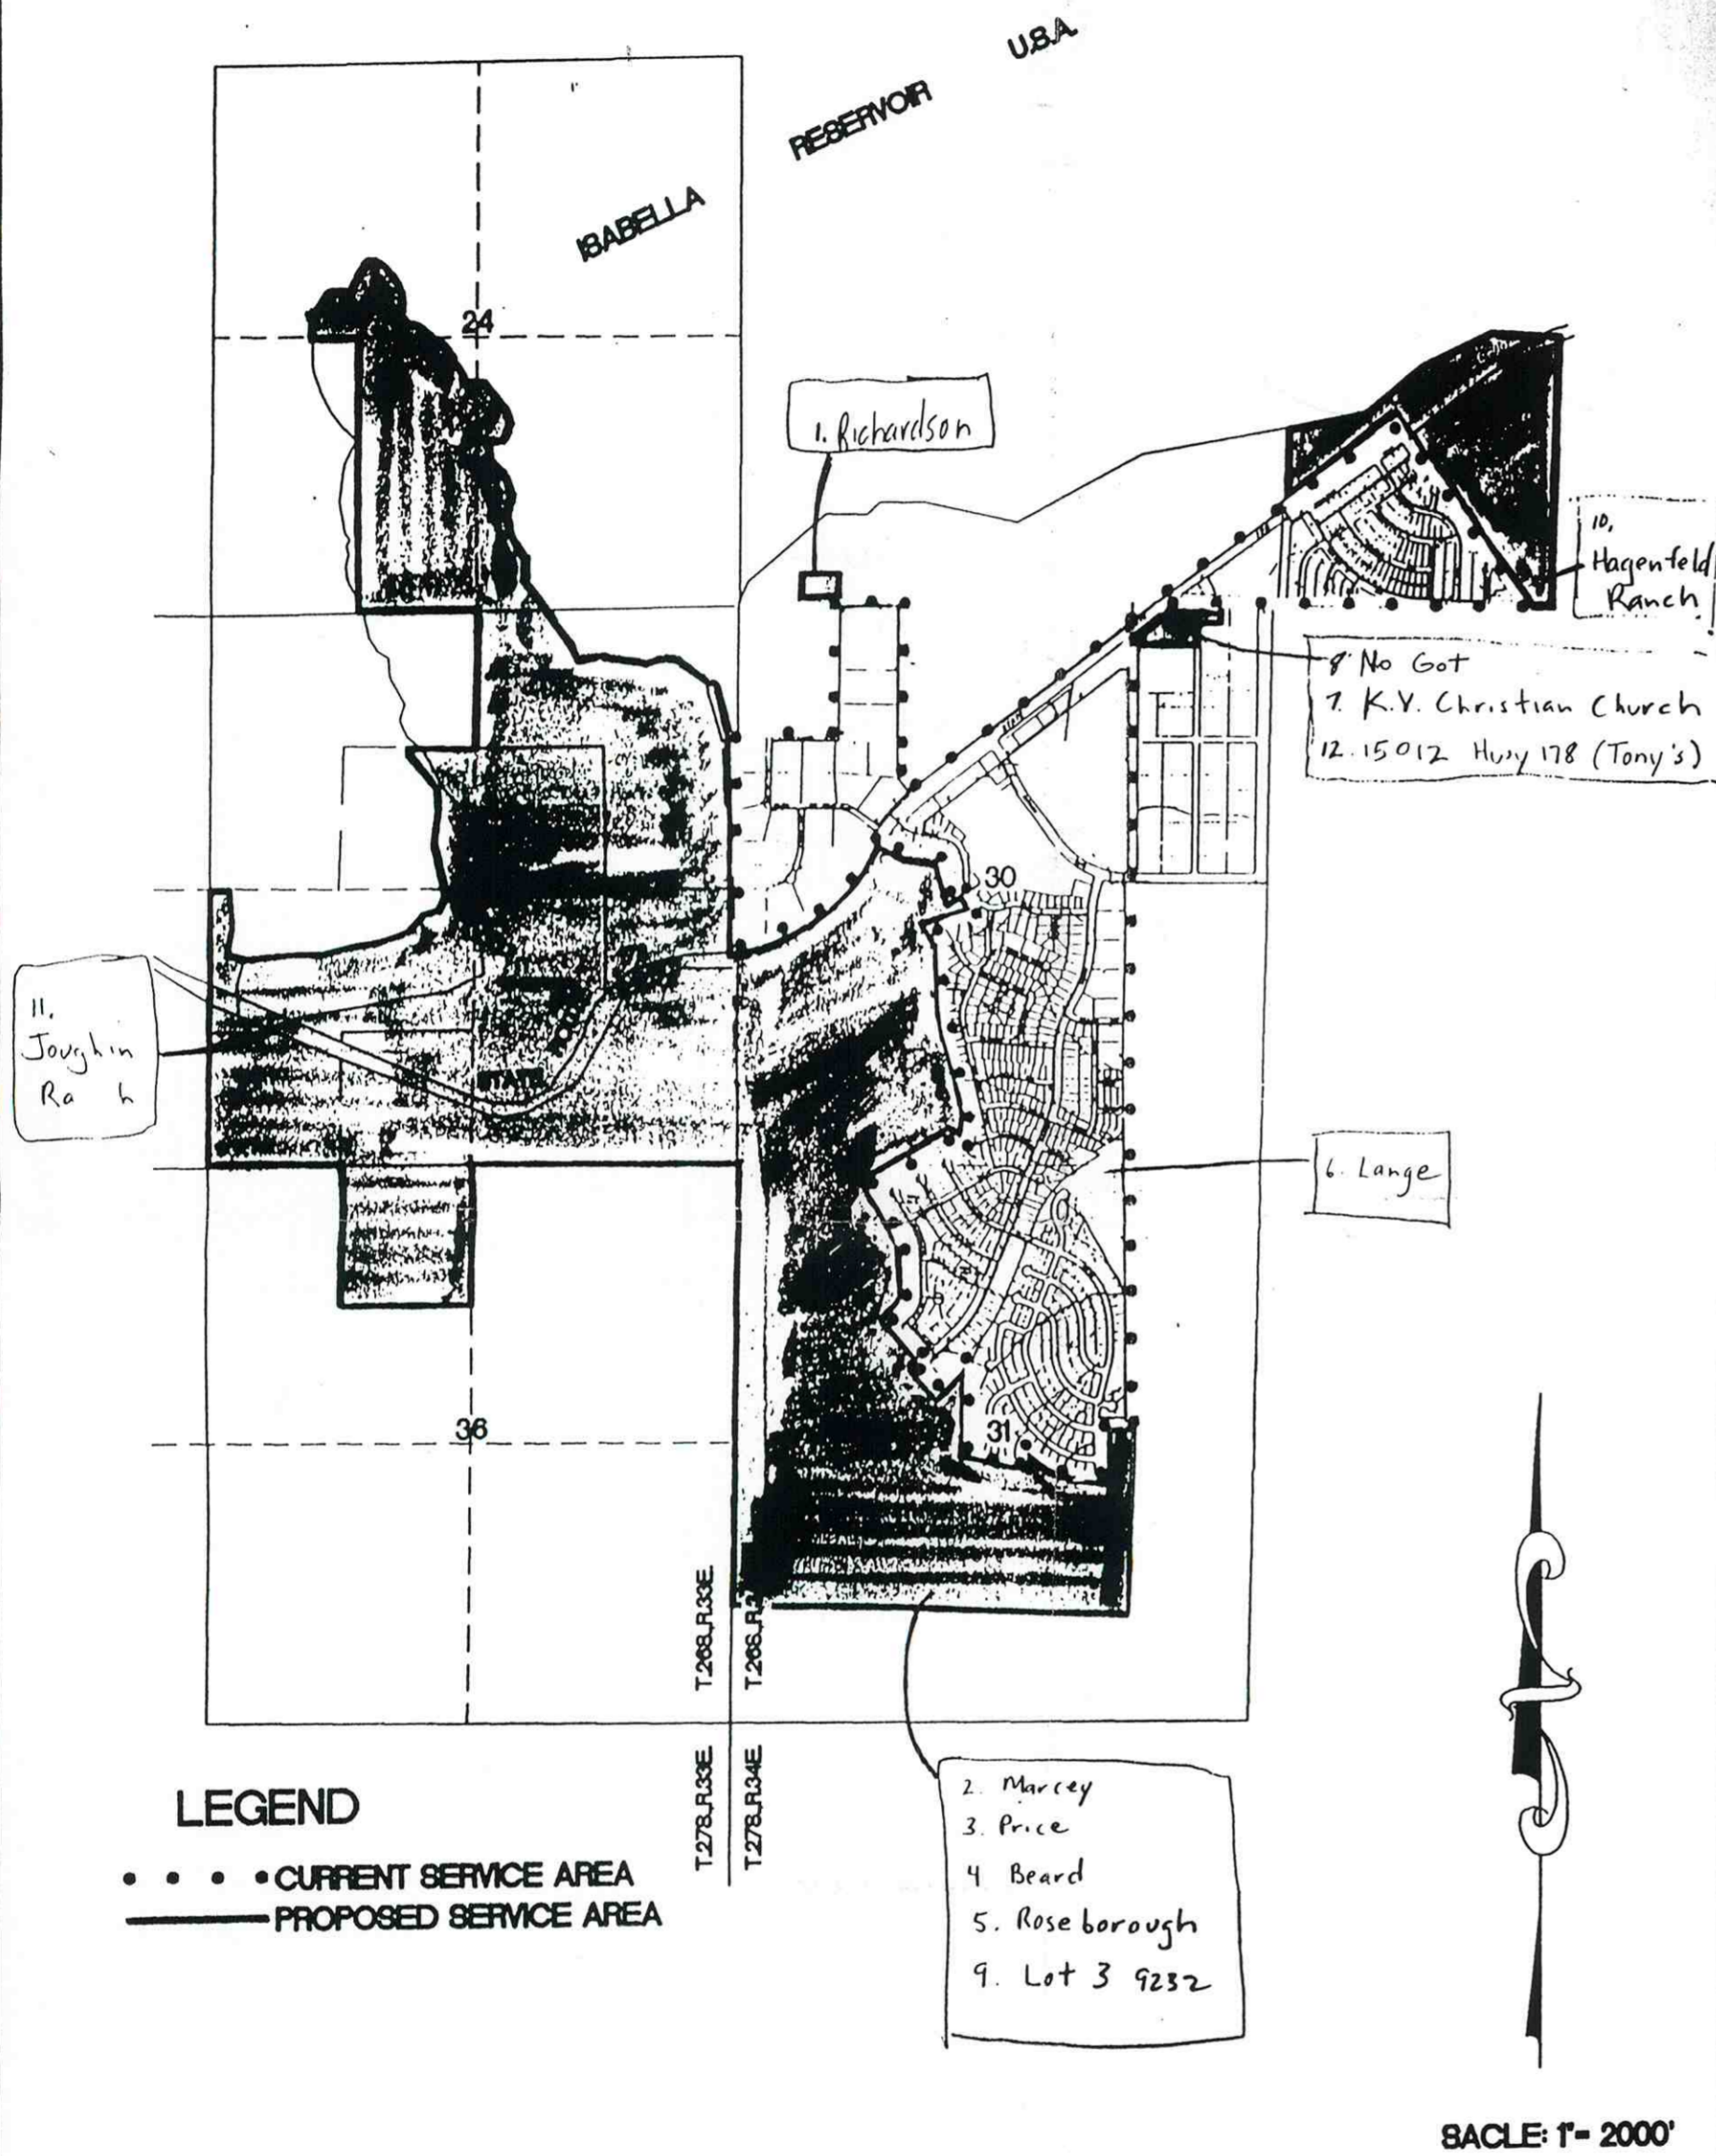 U.S.A.
RESERVOIR
ISABELLA
24
1. Richardson
10.
Hagenfeld
Ranch
8 No Got
7. K.V. Christian Church
12. 15012 Hwy 178 (Tony's)
30
11.
Joughin
Ra h
STATE
6. Lange
36
31
T.26S.,R.33E.
T.26S.,R.3
T.27S.,R.33E.
T.27S.,R.34E.
2. Marcey
3. Price
4 Beard
5. Roseborough
9. Lot 3 9232
LEGEND
CURRENT SERVICE AREA
PROPOSED SERVICE AREA
SACLE: 1"= 2000'